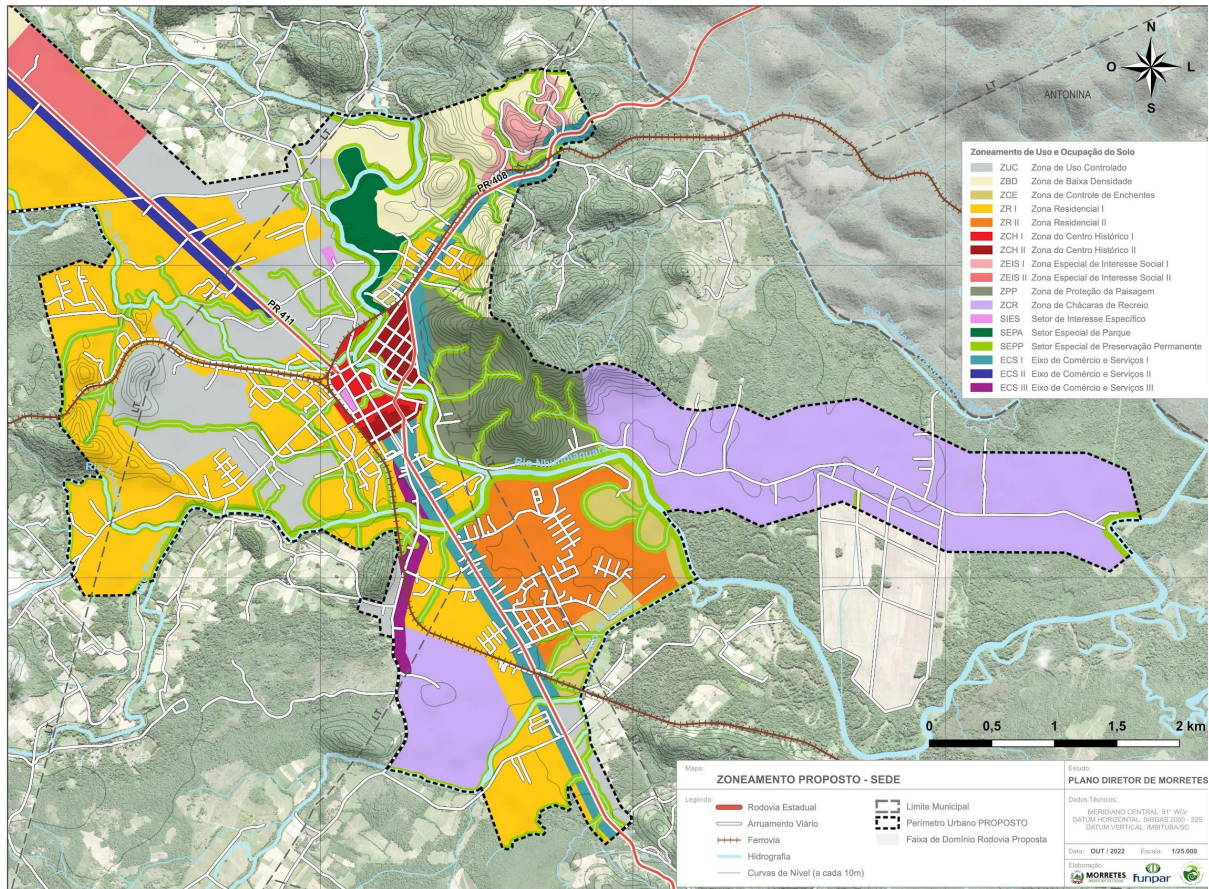 N
O
L
S
LT
ANTONINA
LT
LT
PR 408
PR 411
LT
Rio Nhundiaquara
LT
LT
Zoneamento de Uso e Ocupação do Solo
ZUC Zona de Uso Controlado
ZBD Zona de Baixa Densidade
ZCE Zona de Controle de Enchentes
ZR I Zona Residencial I
ZR II Zona Residencial II
ZCH I Zona do Centro Histórico I
ZCH II Zona do Centro Histórico II
ZEIS I Zona Especial de Interesse Social I
ZEIS II Zona Especial de Interesse Social II
ZPP Zona de Proteção da Paisagem
ZCR Zona de Chácaras de Recreio
SIES Setor de Interesse Específico
SEPA Setor Especial de Parque
SEPP Setor Especial de Preservação Permanente
ECS I Eixo de Comércio e Serviços I
ECS II Eixo de Comércio e Serviços II
ECS III Eixo de Comércio e Serviços III
0 0,5 1 1,5 2 km
Mapa:
ZONEAMENTO PROPOSTO - SEDE
Legenda:
Rodovia Estadual
Arruamento Viário
Ferrovia
Hidrografia
Curvas de Nível (a cada 10m)
Limite Municipal
Perímetro Urbano PROPOSTO
Faixa de Domínio Rodovia Proposta
Estudo:
PLANO DIRETOR DE MORRETES
Dados Técnicos:
MERIDIANO CENTRAL: 51° WGr
DATUM HORIZONTAL: SIRGAS 2000 - 22S
DATUM VERTICAL: IMBITUBA/SC
Data: OUT / 2022 Escala: 1/25.000
Elaboração:
MORRETES
funpar